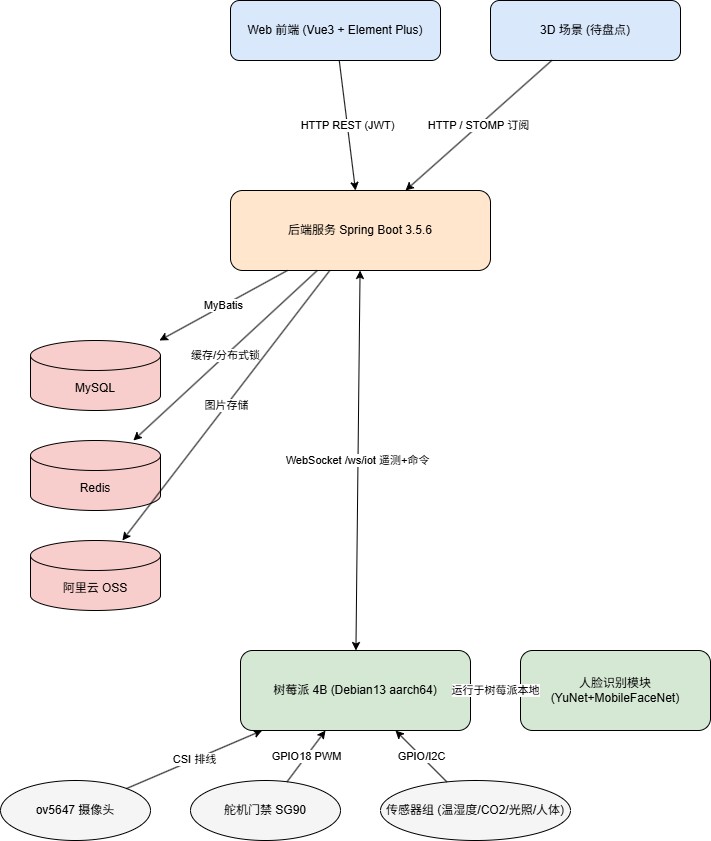 Web 前端 (Vue3 + Element Plus)
3D 场景 (待盘点)
HTTP REST (JWT)
HTTP / STOMP 订阅
后端服务 Spring Boot 3.5.6
MyBatis
缓存/分布式锁
MySQL
图片存储
WebSocket /ws/iot 遥测+命令
Redis
阿里云 OSS
树莓派 4B (Debian13 aarch64)
运行于树莓派本地
人脸识别模块
(YuNet+MobileFaceNet)
CSI 排线
GPIO18 PWM
GPIO/I2C
ov5647 摄像头
舵机门禁 SG90
传感器组 (温湿度/CO2/光照/人体)